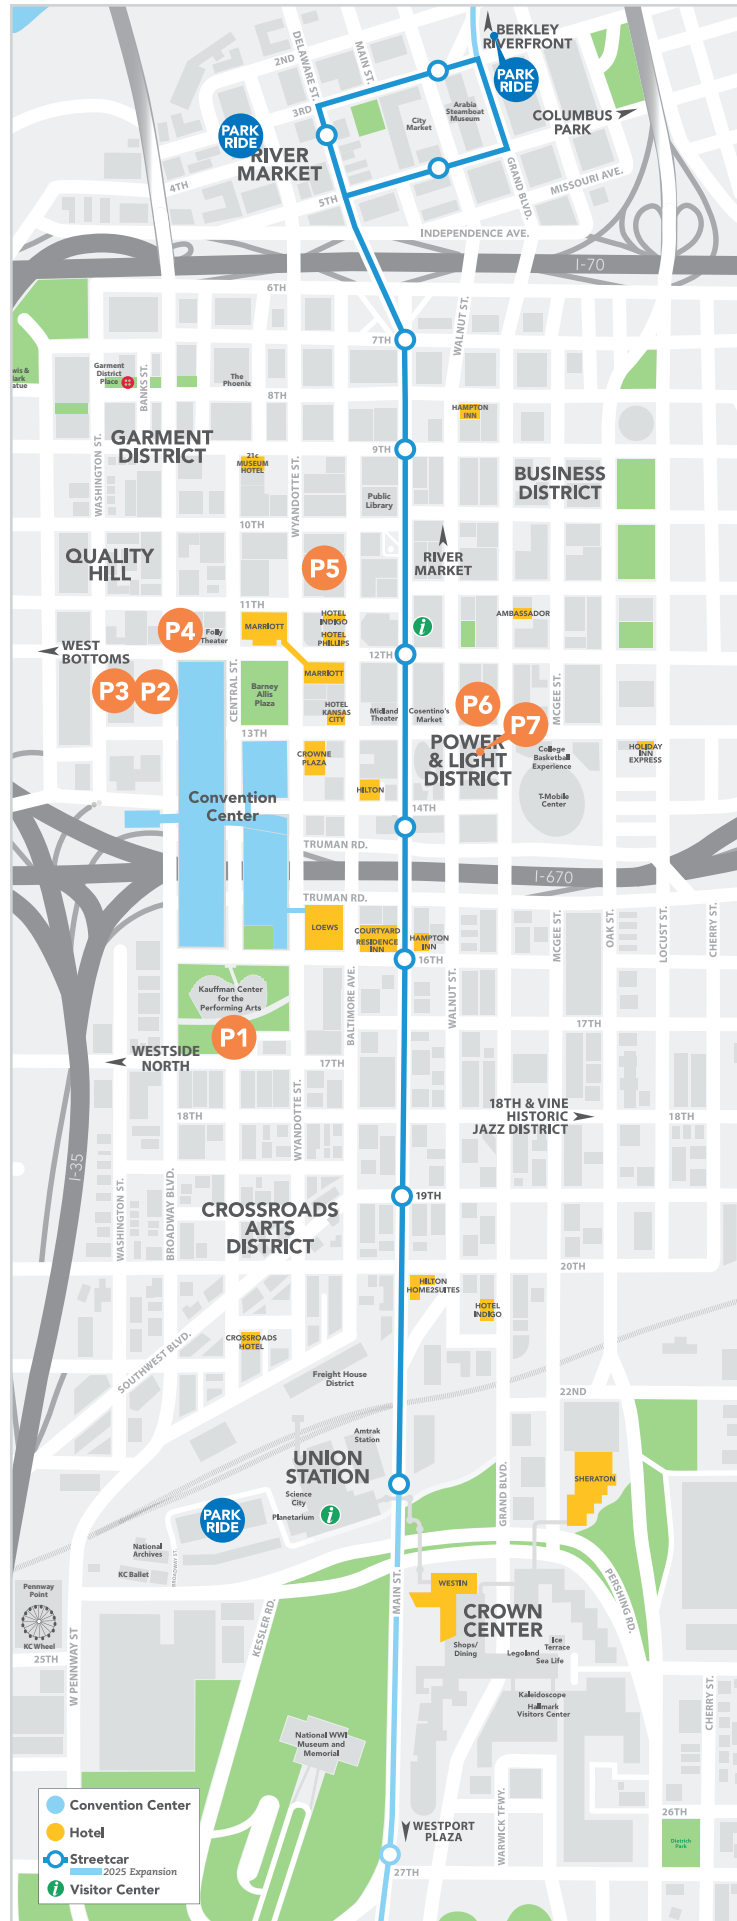 BERKLEY
RIVERFRONT
DELAWARE ST.
MAIN ST.
2ND
PARK
RIDE
3RD
Arabia
Steamboat
Museum
City
Market
COLUMBUS
PARK
PARK
RIDE
RIVER
MARKET
GRAND BLVD.
MISSOURI AVE.
4TH
5TH
INDEPENDENCE AVE.
I-70
6TH
WALNUT ST.
7TH
Garment
District
Place
BANKS ST.
The
Phoenix
wis &
lark
atue
8TH
HAMPTON
INN
GARMENT
DISTRICT
9TH
21c
MUSEUM
HOTEL
WASHINGTON ST.
WYANDOTTE ST.
BUSINESS
DISTRICT
Public
Library
10TH
QUALITY
HILL
P5
RIVER
MARKET
11TH
HOTEL
INDIGO
AMBASSADOR
P4
Folly
Theater
MARRIOTT
HOTEL
PHILLIPS
WEST
BOTTOMS
12TH
CENTRAL ST.
MARRIOTT
P3
P2
Barney
Allis
Plaza
HOTEL
KANSAS
CITY
Midland
Theater
Cosentino's
Market
P6
MCGEE ST.
P7
13TH
POWER
& LIGHT
DISTRICT
CROWNE
PLAZA
College
Basketball
Experience
HOLIDAY
INN
EXPRESS
HILTON
T-Mobile
Center
Convention
Center
14TH
TRUMAN RD.
I-670
TRUMAN RD.
LOEWS
COURTYARD
RESIDENCE
INN
HAMPTON
INN
MCGEE ST.
OAK ST.
LOCUST ST.
CHERRY ST.
16TH
Kauffman Center
for the
Performing Arts
BALTIMORE AVE.
WALNUT ST.
P1
17TH
WESTSIDE
NORTH
17TH
18TH
WYANDOTTE ST.
18TH & VINE
HISTORIC
JAZZ DISTRICT
18TH
I-35
WASHINGTON ST.
BROADWAY BLVD.
19TH
CROSSROADS
ARTS
DISTRICT
20TH
HILTON
HOME2SUITES
HOTEL
INDIGO
SOUTHWEST BLVD.
CROSSROADS
HOTEL
Freight House
District
22ND
Amtrak
Station
UNION
STATION
SHERATON
Science
City
Planetarium
PARK
RIDE
GRAND BLVD.
National
Archives
BROADWAY ST.
KC Ballet
Pennway
Point
KC Wheel
KESSLER RD.
MAIN ST.
WESTIN
PERSHING RD.
CROWN
CENTER
Shops/
Dining
Ice
Terrace
Legoland
Sea Life
25TH
W PENNWAY ST
Kaleidoscope
Hallmark
Visitors Center
CHERRY ST.
National WWI
Museum and
Memorial
WARWICK TFWY.
WESTPORT
PLAZA
26TH
Dietrich
Park
27TH
Convention Center
Hotel
Streetcar
2025 Expansion
i Visitor Center